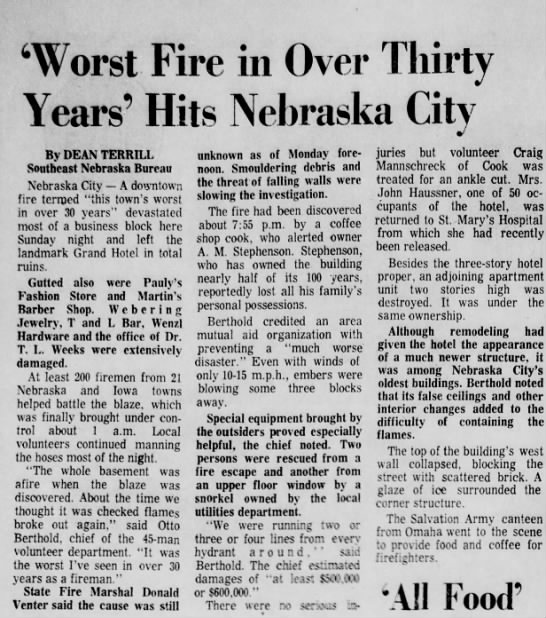 ‘Worst Fire in Over Thirty
Years’ Hits Nebraska City
By DEAN TERRILL
Southeast Nebraska Bureau
Nebraska City — A downtown
fire termed “this town’s worst
in over 30 years” devastated
most of a business block here
Sunday night and left the
landmark Grand Hotel in total
ruins.
Gutted also were Pauly’s
Fashion Store and Martin’s
Barber Shop. Webering
Jewelry, T and L Bar, Wenzl
Hardware and the office of Dr.
T. L. Weeks were extensively
damaged.
At least 200 firemen from 21
Nebraska and Iowa towns
helped battle the blaze, which
was finally brought under con-
trol about 1 a.m. Local
volunteers continued manning
the hoses most of the night.
“The whole basement was
afire when the blaze was
discovered. About the time we
thought it was checked flames
broke out again,” said Otto
Berthold, chief of the 45-man
volunteer department. “It was
the worst I’ve seen in over 30
years as a fireman.”
State Fire Marshal Donald
Venter said the cause was still
unknown as of Monday fore-
noon. Smouldering debris and
the threat of falling walls were
slowing the investigation.
The fire had been discovered
about 7:55 p.m. by a coffee
shop cook, who alerted owner
A. M. Stephenson. Stephenson,
who has owned the building
nearly half of its 100 years,
reportedly lost all his family’s
personal possessions.
Berthold credited an area
mutual aid organization with
preventing a “much worse
disaster.” Even with winds of
only 10-15 m.p.h., embers were
blowing some three blocks
away.
Special equipment brought by
the outsiders proved especially
helpful, the chief noted. Two
persons were rescued from a
fire escape and another from
an upper floor window by a
snorkel owned by the local
utilities department.
“We were running two or
three or four lines from every
hydrant around,” said
Berthold. The chief estimated
damages of “at least $500,000
or $600,000.”
There were no serious in-
juries but volunteer Craig
Mannschreck of Cook was
treated for an ankle cut. Mrs.
John Haussner, one of 50 oc-
cupants of the hotel, was
returned to St. Mary’s Hospital
from which she had recently
been released.
Besides the three-story hotel
proper, an adjoining apartment
unit two stories high was
destroyed. It was under the
same ownership.
Although remodeling had
given the hotel the appearance
of a much newer structure, it
was among Nebraska City’s
oldest buildings. Berthold noted
that its false ceilings and other
interior changes added to the
difficulty of containing the
flames.
The top of the building’s west
wall collapsed, blocking the
street with scattered brick. A
glaze of ice surrounded the
corner structure.
The Salvation Army canteen
from Omaha went to the scene
to provide food and coffee for
firefighters.
‘All Food’